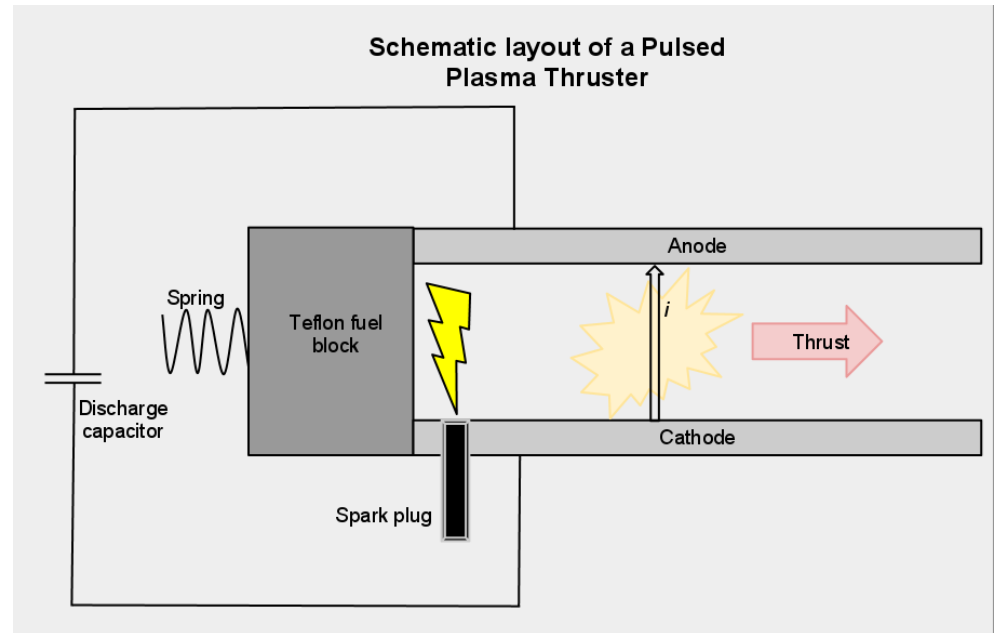 Schematic layout of a Pulsed
Plasma Thruster
Anode
Spring
i
Teflon fuel
block
Thrust
Discharge
capacitor
Cathode
Spark plug